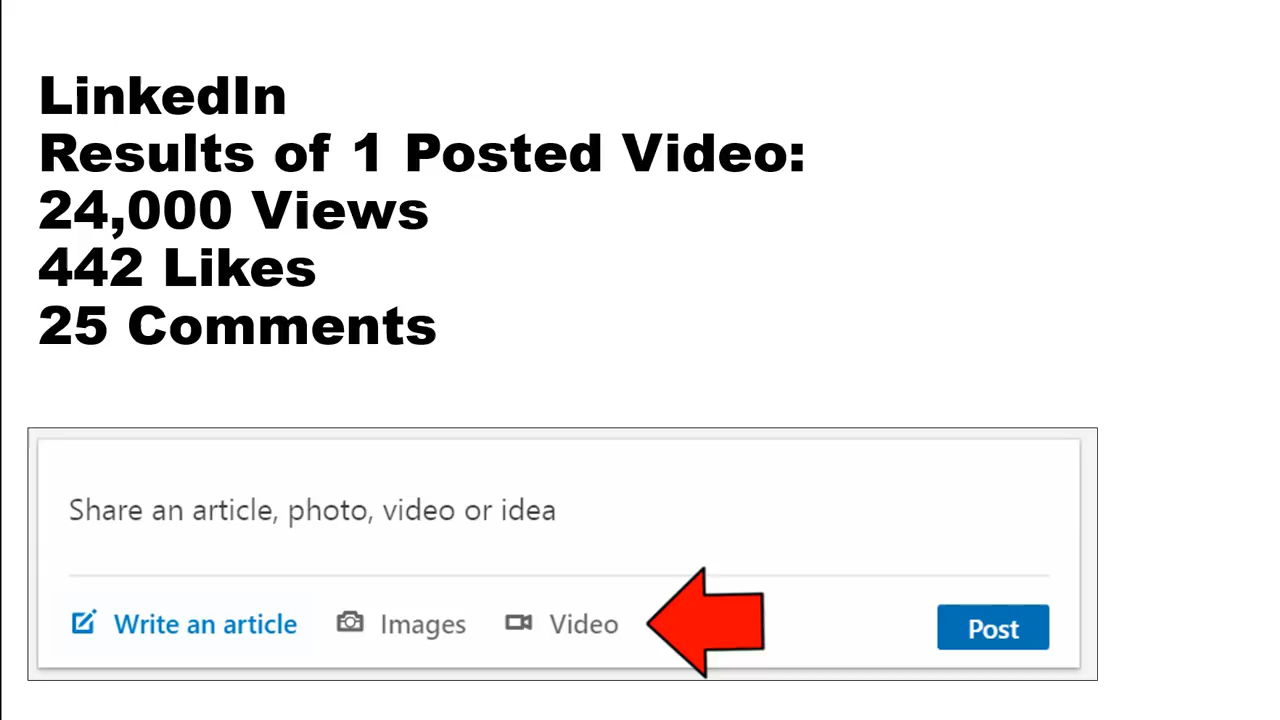 LinkedIn
Results of 1 Posted Video:
24,000 Views
442 Likes
25 Comments
Share an article, photo, video or idea
Write an article Images Video Post